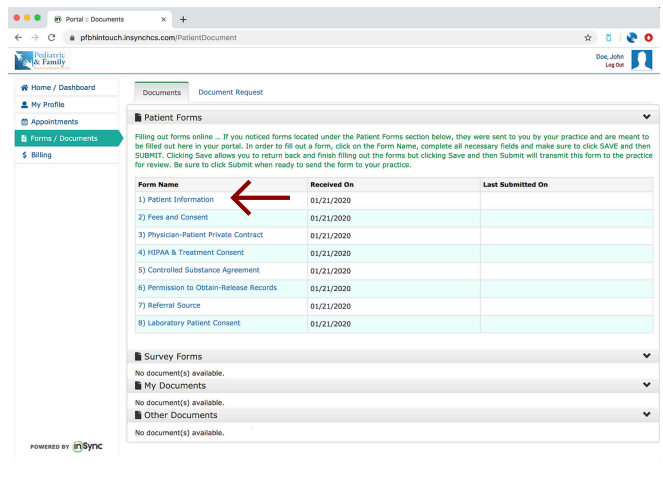 Portal :: Documents
pfbhintouch.insynchcs.com/PatientDocument
Pediatric
& Family
Doe, John
Log Out
Home / Dashboard
My Profile
Appointments
Forms / Documents
$ Billing
Documents
Document Request
Patient Forms
Filling out forms online ... If you noticed forms located under the Patient Forms section below, they were sent to you by your practice and are meant to
be filled out here in your portal. In order to fill out a form, click on the Form Name, complete all necessary fields and make sure to click SAVE and then
SUBMIT. Clicking Save allows you to return back and finish filling out the forms but clicking Save and then Submit will transmit this form to the practice
for review. Be sure to click Submit when ready to send the form to your practice.
Form Name Received On Last Submitted On
1) Patient Information 01/21/2020
2) Fees and Consent 01/21/2020
3) Physician-Patient Private Contract 01/21/2020
4) HIPAA & Treatment Consent 01/21/2020
5) Controlled Substance Agreement 01/21/2020
6) Permission to Obtain-Release Records 01/21/2020
7) Referral Source 01/21/2020
8) Laboratory Patient Consent 01/21/2020
Survey Forms
No document(s) available.
My Documents
No document(s) available.
Other Documents
No document(s) available.
POWERED BY inSync